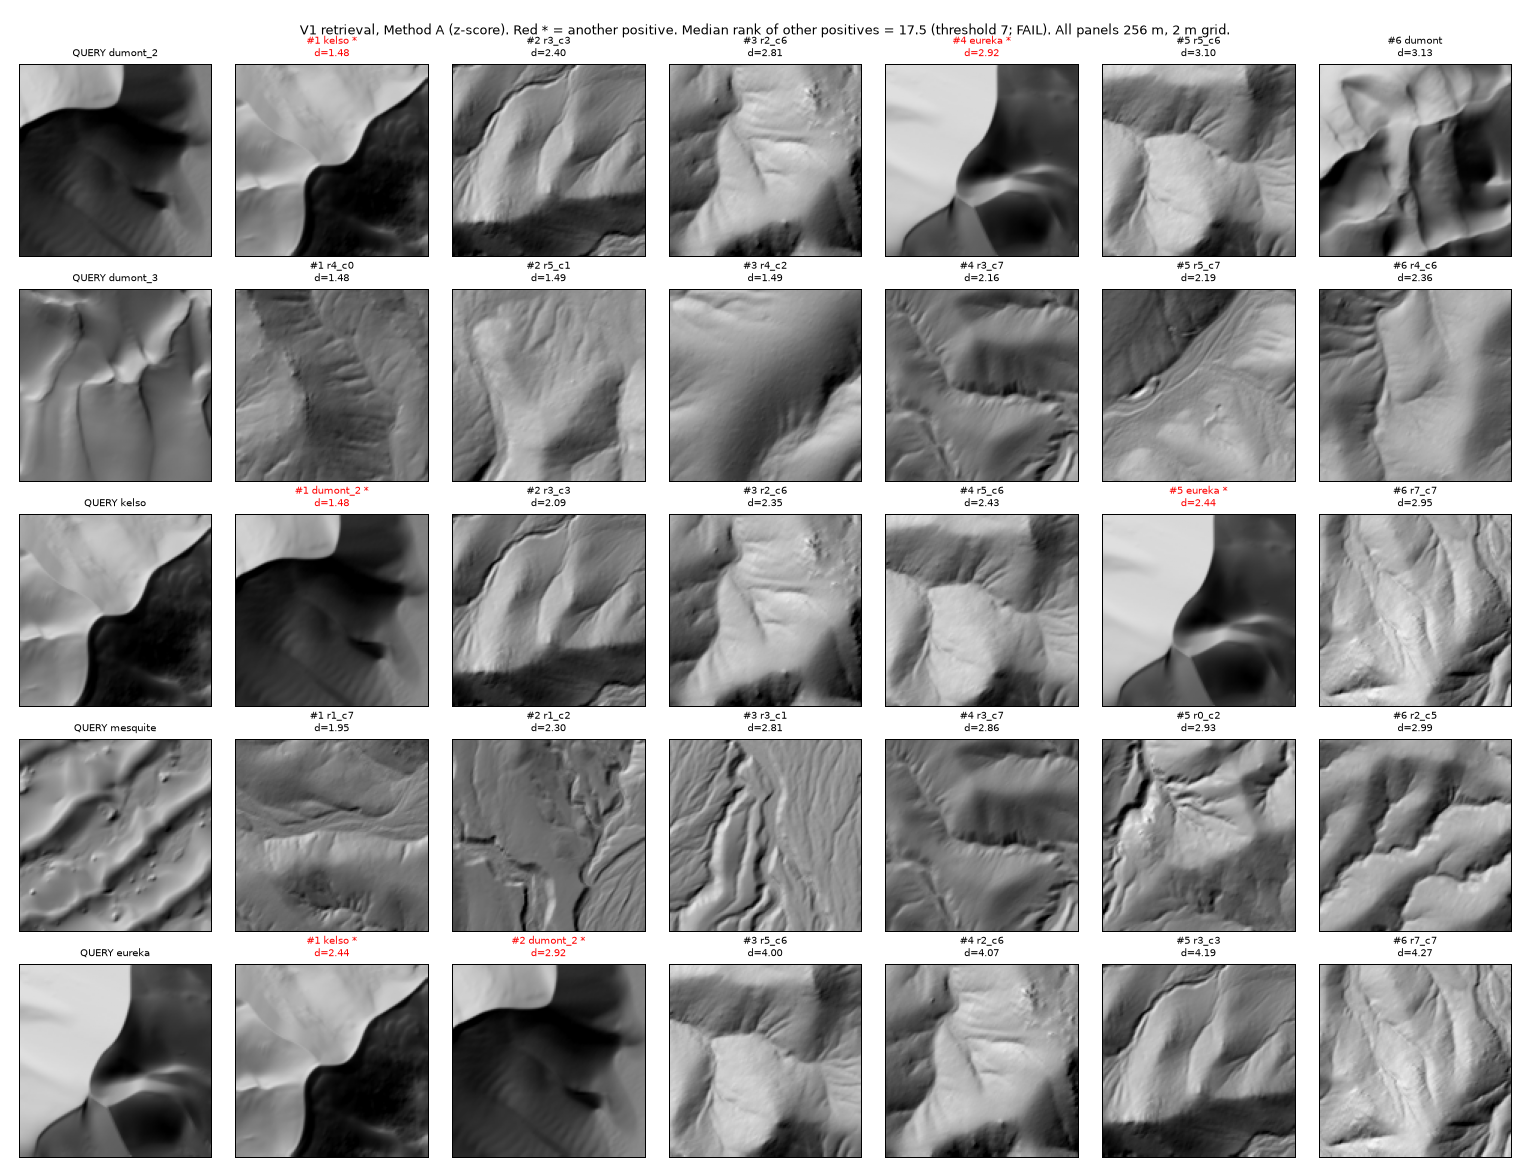 V1 retrieval, Method A (z-score). Red * = another positive. Median rank of other positives = 17.5 (threshold 7; FAIL). All panels 256 m, 2 m grid.
QUERY dumont_2
#1 kelso *
d=1.48
#2 r3_c3
d=2.40
#3 r2_c6
d=2.81
#4 eureka *
d=2.92
#5 r5_c6
d=3.10
#6 dumont
d=3.13
QUERY dumont_3
#1 r4_c0
d=1.48
#2 r5_c1
d=1.49
#3 r4_c2
d=1.49
#4 r3_c7
d=2.16
#5 r5_c7
d=2.19
#6 r4_c6
d=2.36
QUERY kelso
#1 dumont_2 *
d=1.48
#2 r3_c3
d=2.09
#3 r2_c6
d=2.35
#4 r5_c6
d=2.43
#5 eureka *
d=2.44
#6 r7_c7
d=2.95
QUERY mesquite
#1 r1_c7
d=1.95
#2 r1_c2
d=2.30
#3 r3_c1
d=2.81
#4 r3_c7
d=2.86
#5 r0_c2
d=2.93
#6 r2_c5
d=2.99
QUERY eureka
#1 kelso *
d=2.44
#2 dumont_2 *
d=2.92
#3 r5_c6
d=4.00
#4 r2_c6
d=4.07
#5 r3_c3
d=4.19
#6 r7_c7
d=4.27